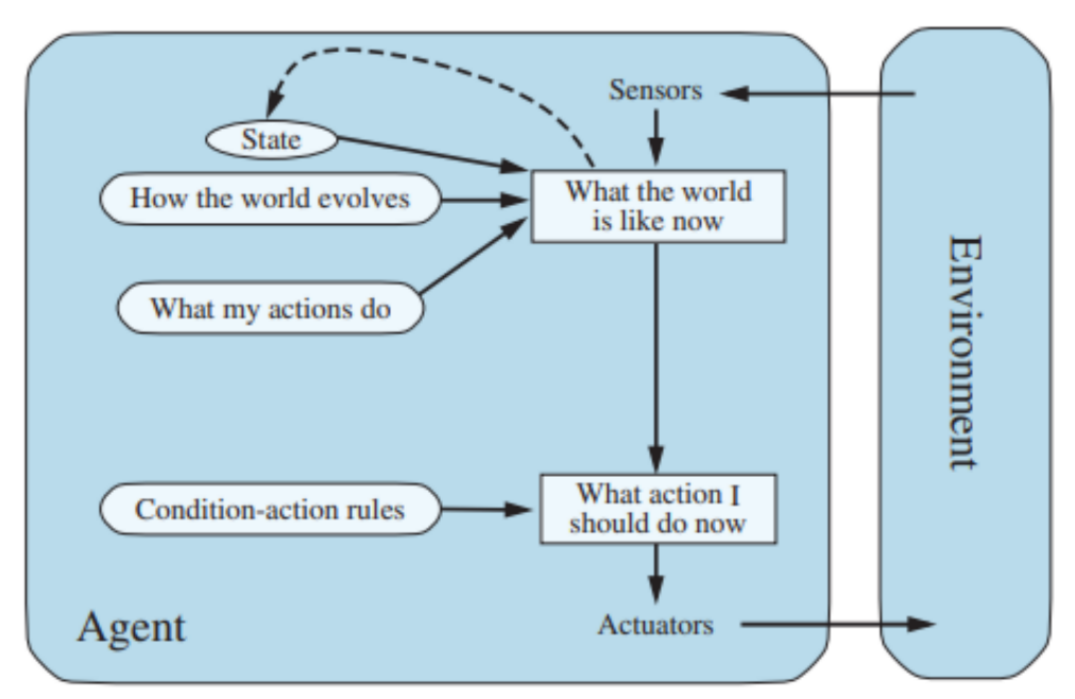 Sensors
State
What the world
is like now
How the world evolves
What my actions do
Environment
Condition-action rules
What action I
should do now
Agent
Actuators